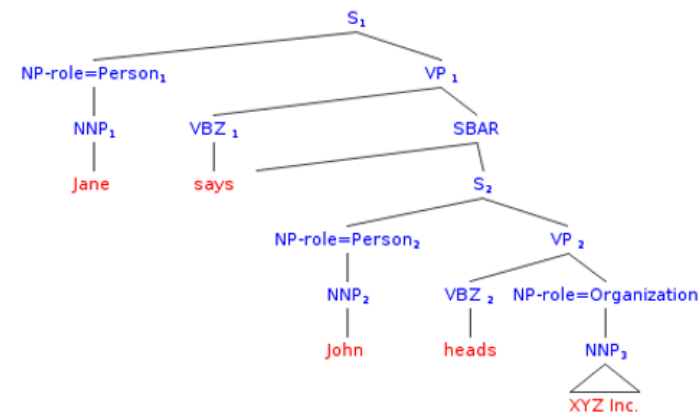 S₁
NP-role=Person₁ VP ₁
NNP₁ VBZ ₁ SBAR
Jane says S₂
NP-role=Person₂ VP ₂
NNP₂ VBZ ₂ NP-role=Organization
John heads NNP₃
XYZ Inc.